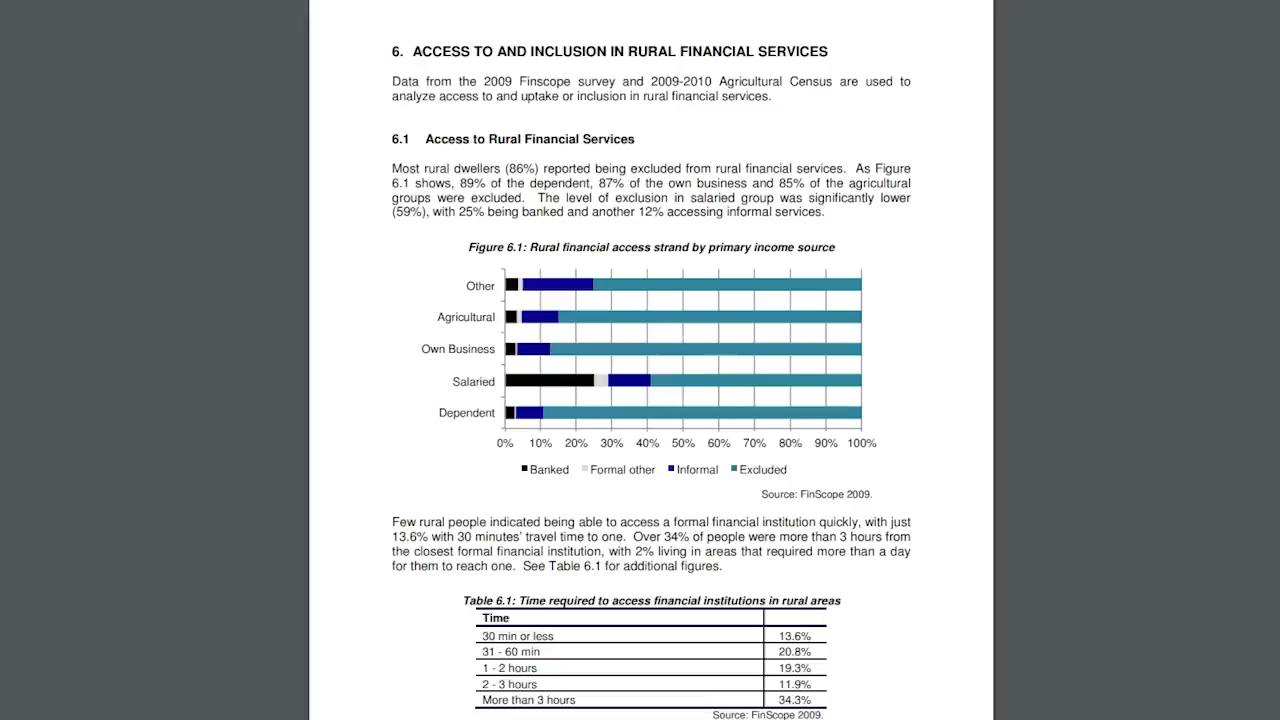 6. ACCESS TO AND INCLUSION IN RURAL FINANCIAL SERVICES
Data from the 2009 Finscope survey and 2009-2010 Agricultural Census are used to
analyze access to and uptake or inclusion in rural financial services.
6.1 Access to Rural Financial Services
Most rural dwellers (86%) reported being excluded from rural financial services. As Figure
6.1 shows, 89% of the dependent, 87% of the own business and 85% of the agricultural
groups were excluded. The level of exclusion in salaried group was significantly lower
(59%), with 25% being banked and another 12% accessing informal services.
Figure 6.1: Rural financial access strand by primary income source
Other
Agricultural
Own Business
Salaried
Dependent
0% 10% 20% 30% 40% 50% 60% 70% 80% 90% 100%
Banked Formal other Informal Excluded
Source: FinScope 2009.
Few rural people indicated being able to access a formal financial institution quickly, with just
13.6% with 30 minutes' travel time to one. Over 34% of people were more than 3 hours from
the closest formal financial institution, with 2% living in areas that required more than a day
for them to reach one. See Table 6.1 for additional figures.
Table 6.1: Time required to access financial institutions in rural areas
Time
30 min or less 13.6%
31 - 60 min 20.8%
1 - 2 hours 19.3%
2 - 3 hours 11.9%
More than 3 hours 34.3%
Source: FinScope 2009.